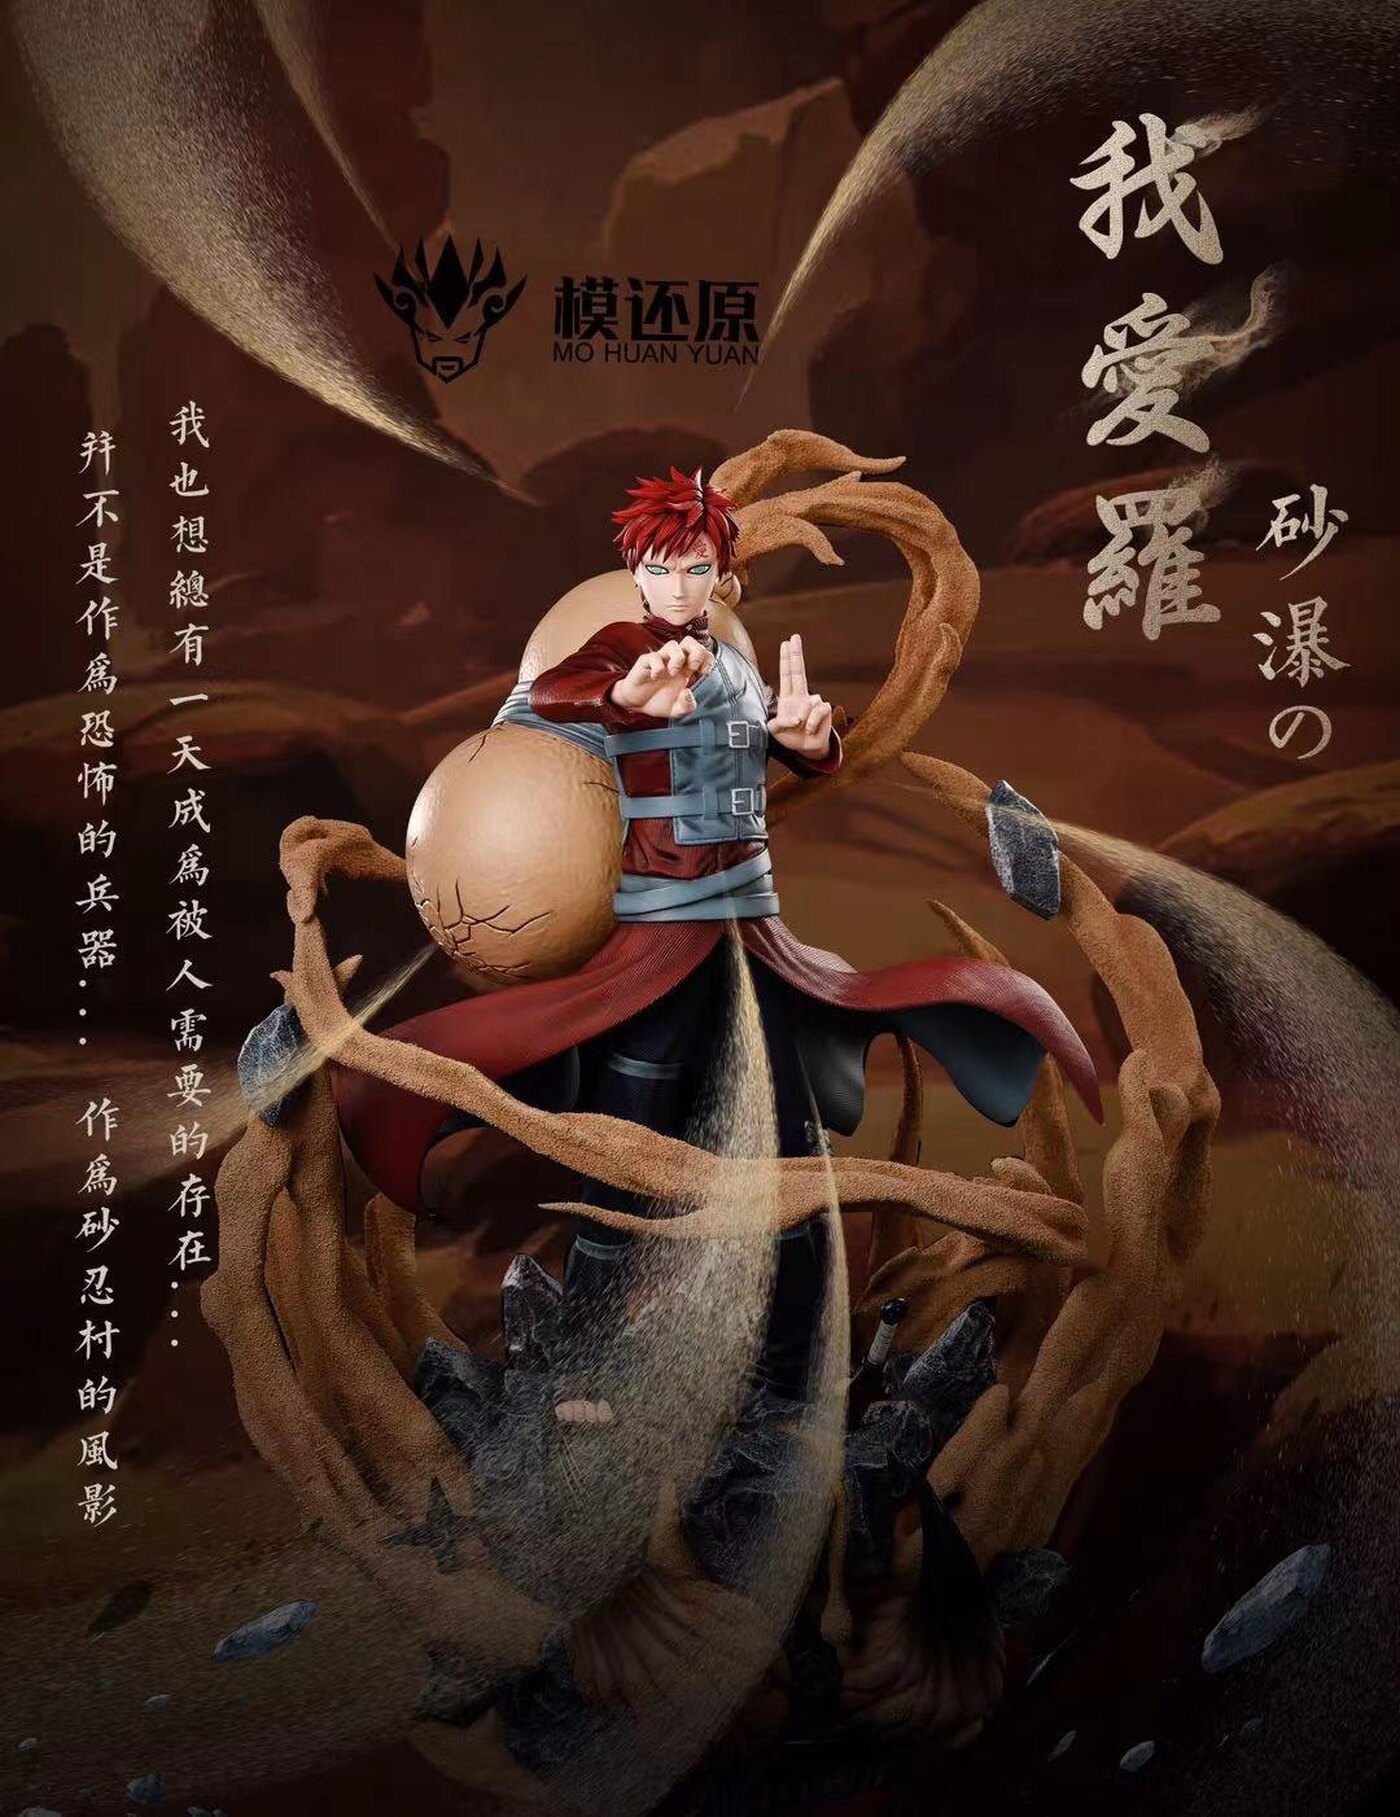 我愛羅
砂瀑の
模还原
MO HUAN YUAN
我也想總有一天成爲被人需要的存在....
并不是作爲恐怖的兵器... 作爲砂忍村的風影